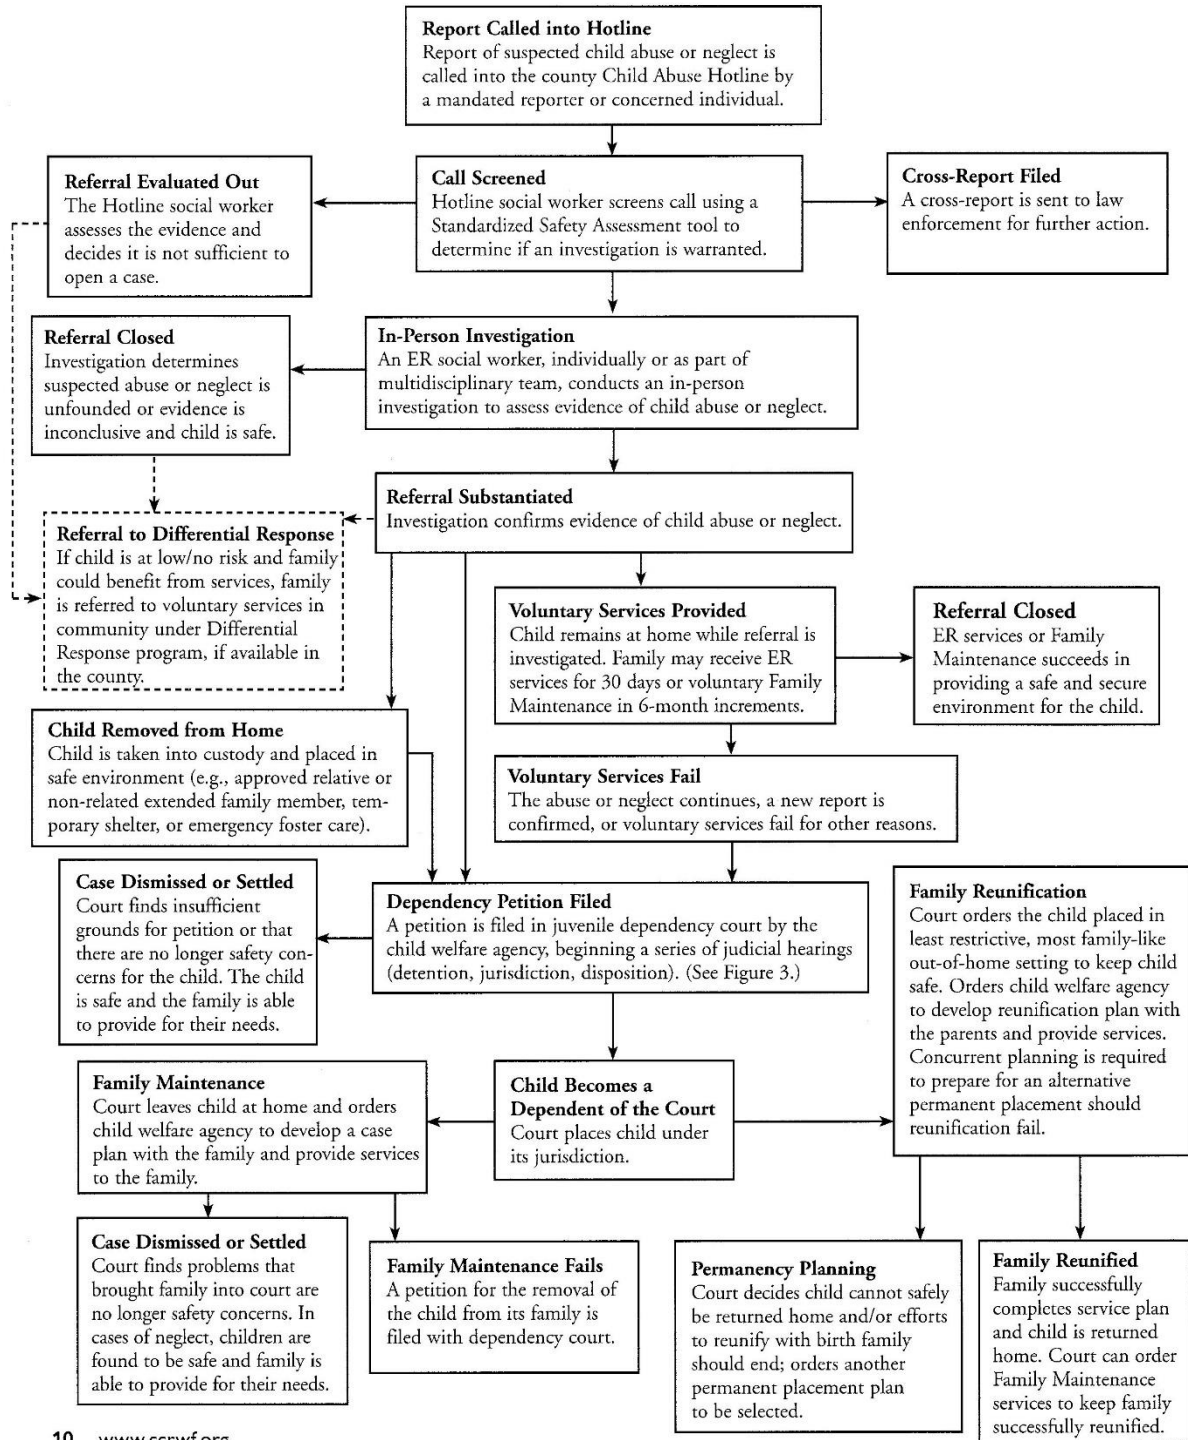 Report Called into Hotline
Report of suspected child abuse or neglect is
called into the county Child Abuse Hotline by
a mandated reporter or concerned individual.
Referral Evaluated Out
The Hotline social worker
assesses the evidence and
decides it is not sufficient to
open a case.
Call Screened
Hotline social worker screens call using a
Standardized Safety Assessment tool to
determine if an investigation is warranted.
Cross-Report Filed
A cross-report is sent to law
enforcement for further action.
Referral Closed
Investigation determines
suspected abuse or neglect is
unfounded or evidence is
inconclusive and child is safe.
In-Person Investigation
An ER social worker, individually or as part of
multidisciplinary team, conducts an in-person
investigation to assess evidence of child abuse or neglect.
Referral Substantiated
Investigation confirms evidence of child abuse or neglect.
Referral to Differential Response
If child is at low/no risk and family
could benefit from services, family
is referred to voluntary services in
community under Differential
Response program, if available in
the county.
Voluntary Services Provided
Child remains at home while referral is
investigated. Family may receive ER
services for 30 days or voluntary Family
Maintenance in 6-month increments.
Referral Closed
ER services or Family
Maintenance succeeds in
providing a safe and secure
environment for the child.
Child Removed from Home
Child is taken into custody and placed in
safe environment (e.g., approved relative or
non-related extended family member, tem-
porary shelter, or emergency foster care).
Voluntary Services Fail
The abuse or neglect continues, a new report is
confirmed, or voluntary services fail for other reasons.
Case Dismissed or Settled
Court finds insufficient
grounds for petition or that
there are no longer safety con-
cerns for the child. The child
is safe and the family is able
to provide for their needs.
Dependency Petition Filed
A petition is filed in juvenile dependency court by the
child welfare agency, beginning a series of judicial hearings
(detention, jurisdiction, disposition). (See Figure 3.)
Family Reunification
Court orders the child placed in
least restrictive, most family-like
out-of-home setting to keep child
safe. Orders child welfare agency
to develop reunification plan with
the parents and provide services.
Concurrent planning is required
to prepare for an alternative
permanent placement should
reunification fail.
Family Maintenance
Court leaves child at home and orders
child welfare agency to develop a case
plan with the family and provide services
to the family.
Child Becomes a
Dependent of the Court
Court places child under
its jurisdiction.
Case Dismissed or Settled
Court finds problems that
brought family into court are
no longer safety concerns. In
cases of neglect, children are
found to be safe and family is
able to provide for their needs.
Family Maintenance Fails
A petition for the removal of
the child from its family is
filed with dependency court.
Permanency Planning
Court decides child cannot safely
be returned home and/or efforts
to reunify with birth family
should end; orders another
permanent placement plan
to be selected.
Family Reunified
Family successfully
completes service plan
and child is returned
home. Court can order
Family Maintenance
services to keep family
successfully reunified.
10 www.ccrwf.org